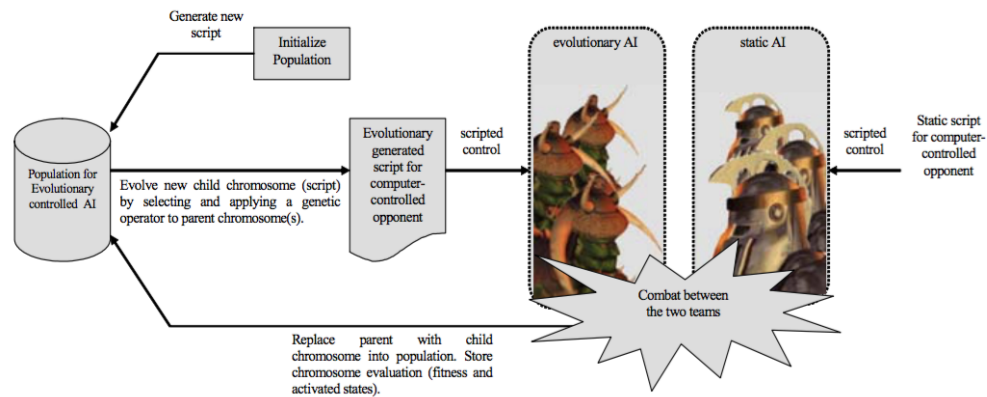 Generate new
script
Initialize
Population
evolutionary AI
static AI
Population for
Evolutionary
controlled AI
Evolve new child chromosome (script)
by selecting and applying a genetic
operator to parent chromosome(s).
Evolutionary
generated
script for
computer-
controlled
opponent
scripted
control
scripted
control
Static script
for computer-
controlled
opponent
Combat between
the two teams
Replace parent with child
chromosome into population. Store
chromosome evaluation (fitness and
activated states).